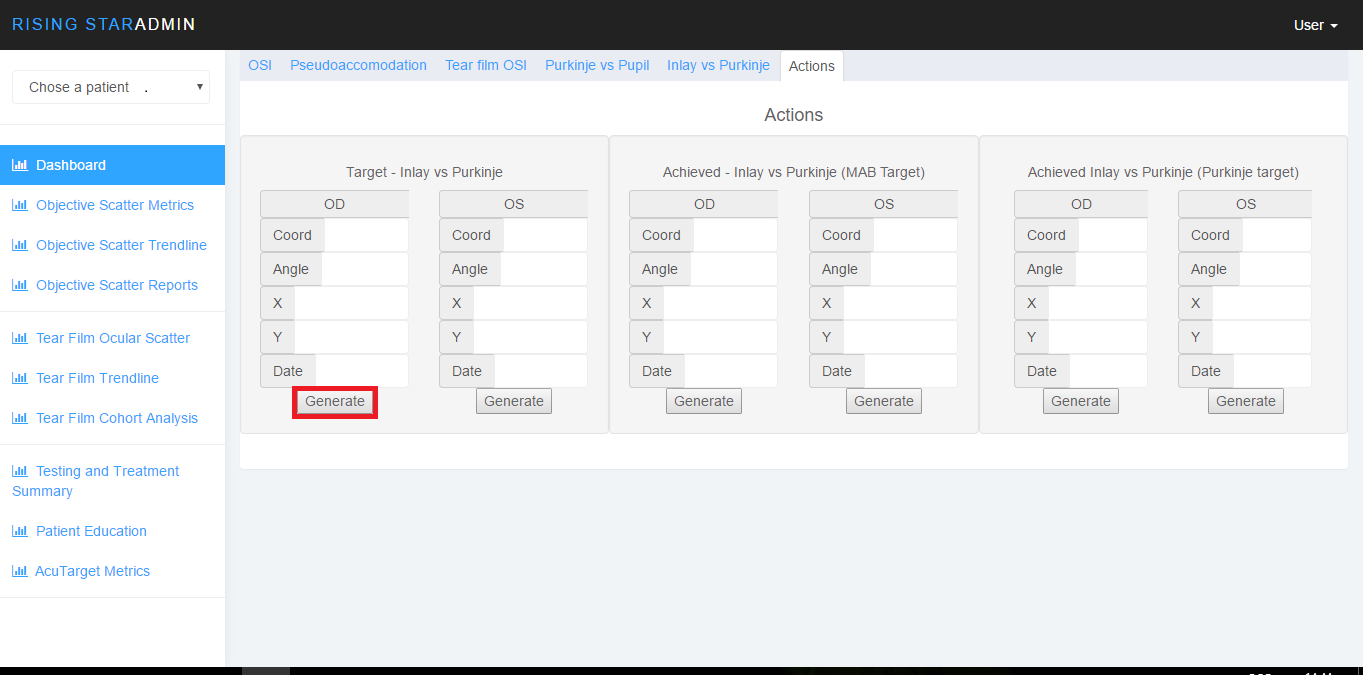 RISING STARADMIN
User
Chose a patient .
OSI Pseudoaccomodation Tear film OSI Purkinje vs Pupil Inlay vs Purkinje Actions
Dashboard
Objective Scatter Metrics
Objective Scatter Trendline
Objective Scatter Reports
Tear Film Ocular Scatter
Tear Film Trendline
Tear Film Cohort Analysis
Testing and Treatment
Summary
Patient Education
AcuTarget Metrics
Actions
Target - Inlay vs Purkinje
OD
Coord
Angle
X
Y
Date
Generate
OS
Coord
Angle
X
Y
Date
Generate
Achieved - Inlay vs Purkinje (MAB Target)
OD
Coord
Angle
X
Y
Date
Generate
OS
Coord
Angle
X
Y
Date
Generate
Achieved Inlay vs Purkinje (Purkinje target)
OD
Coord
Angle
X
Y
Date
Generate
OS
Coord
Angle
X
Y
Date
Generate